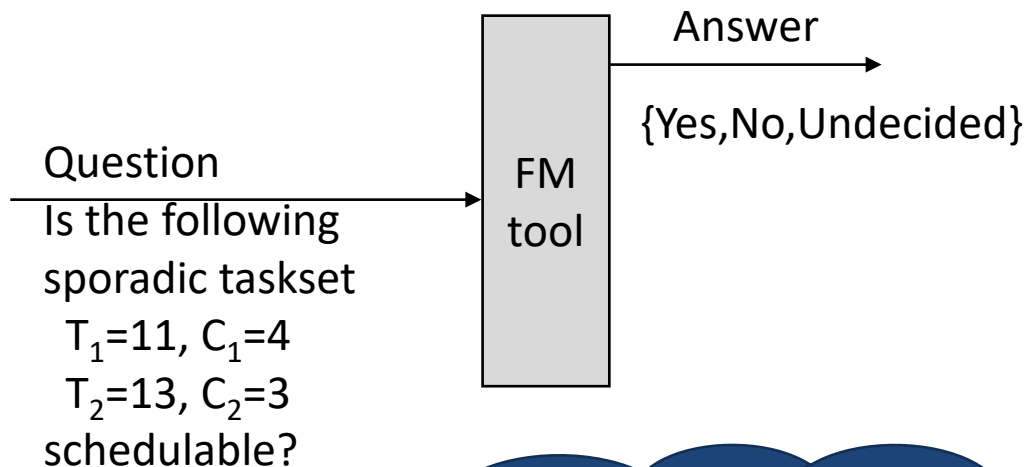 Answer
{Yes,No,Undecided}
Question
Is the following
sporadic taskset
T₁=11, C₁=4
T₂=13, C₂=3
schedulable?
FM
tool